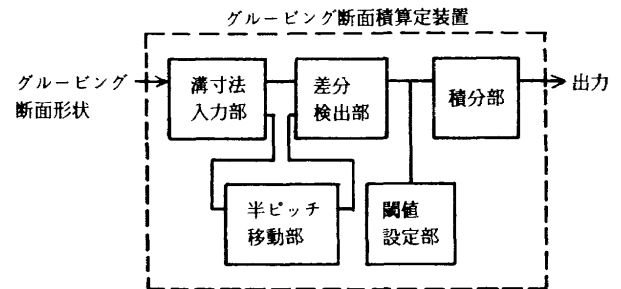 グルービング断面積算定装置
グルービング
断面形状
溝寸法
入力部
差分
検出部
積分部
出力
半ピッチ
移動部
閾値
設定部